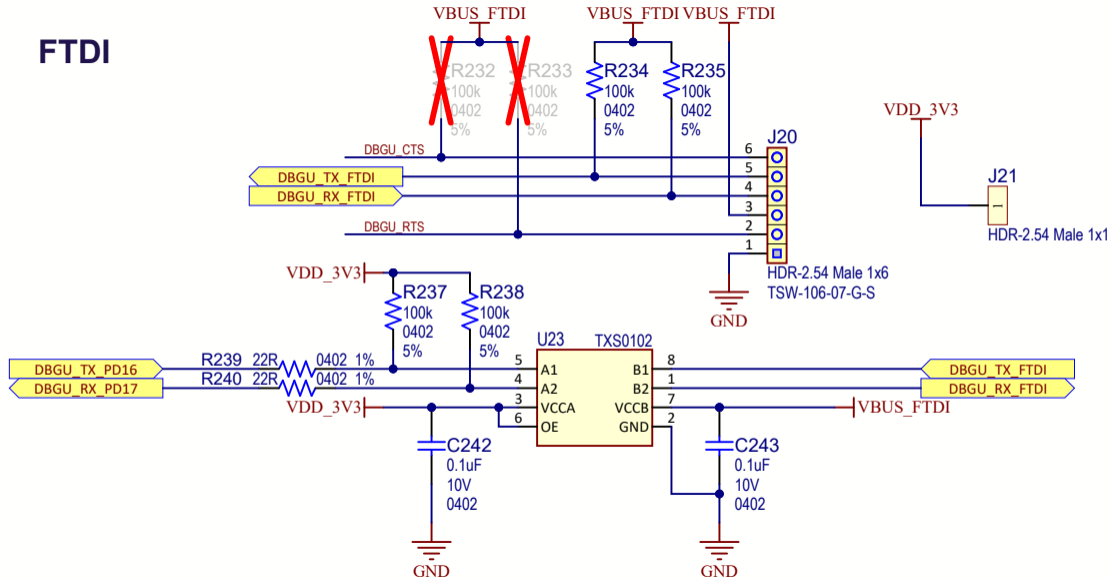 FTDI
VBUS_FTDI
VBUS_FTDI
VBUS_FTDI
R232
100k
0402
5%
R233
100k
0402
5%
R234
100k
0402
5%
R235
100k
0402
5%
DBGU_CTS
DBGU_TX_FTDI
DBGU_RX_FTDI
DBGU_RTS
J20
6
5
4
3
2
1
HDR-2.54 Male 1x6
TSW-106-07-G-S
GND
VDD_3V3
J21
1
HDR-2.54 Male 1x1
VDD_3V3
R237
100k
0402
5%
R238
100k
0402
5%
U23 TXS0102
DBGU_TX_PD16
R239 22R 0402 1%
5 A1
B1 8
DBGU_TX_FTDI
DBGU_RX_PD17
R240 22R 0402 1%
4 A2
B2 1
DBGU_RX_FTDI
VDD_3V3
3 VCCA
VCCB 7
VBUS_FTDI
6 OE
GND 2
C242
0.1uF
10V
0402
GND
C243
0.1uF
10V
0402
GND